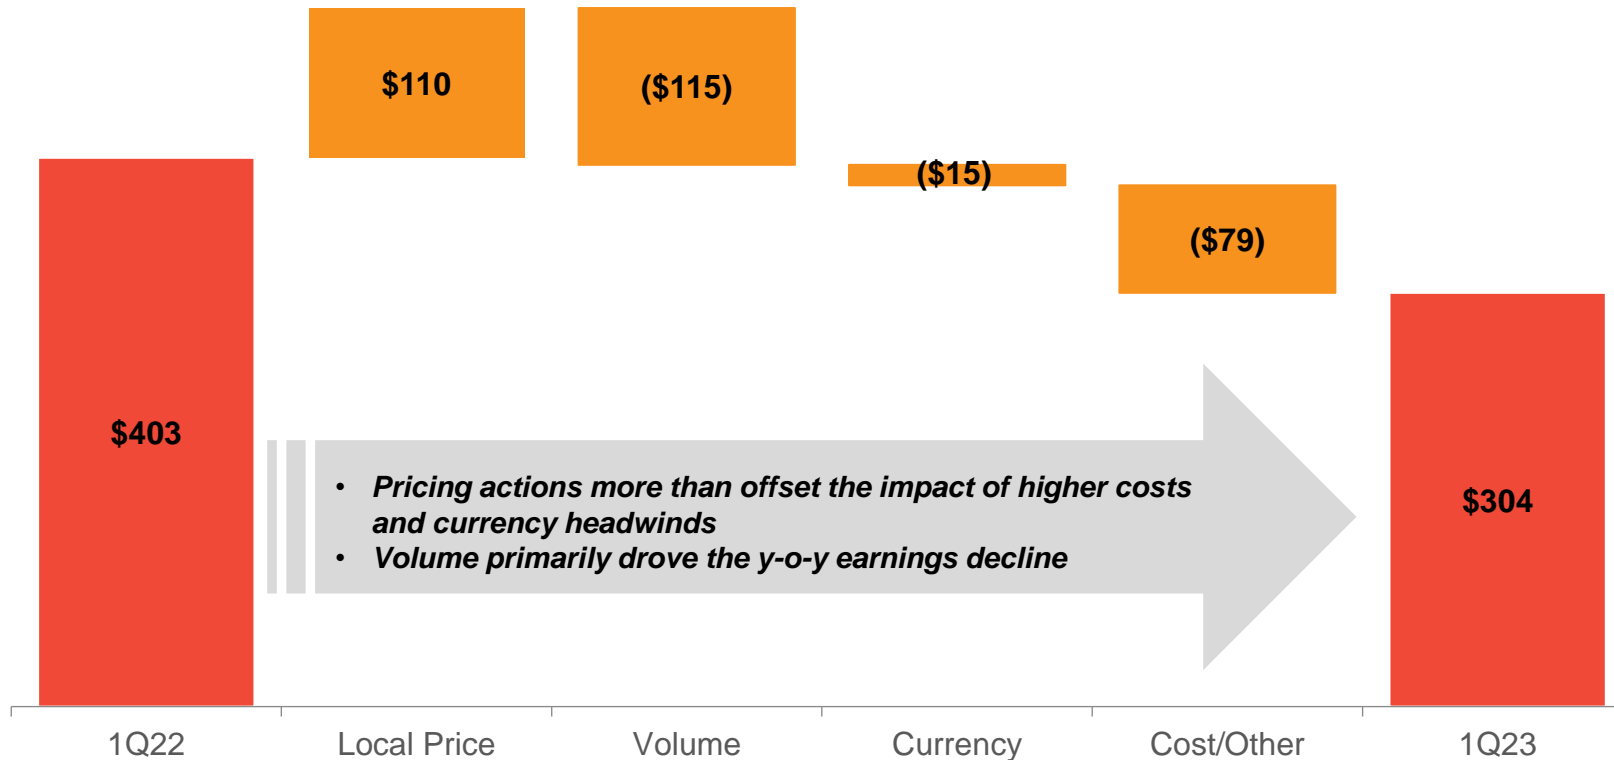 $110
($115)
($15)
($79)
$403
• Pricing actions more than offset the impact of higher costs
and currency headwinds
• Volume primarily drove the y-o-y earnings decline
$304
1Q22
Local Price
Volume
Currency
Cost/Other
1Q23